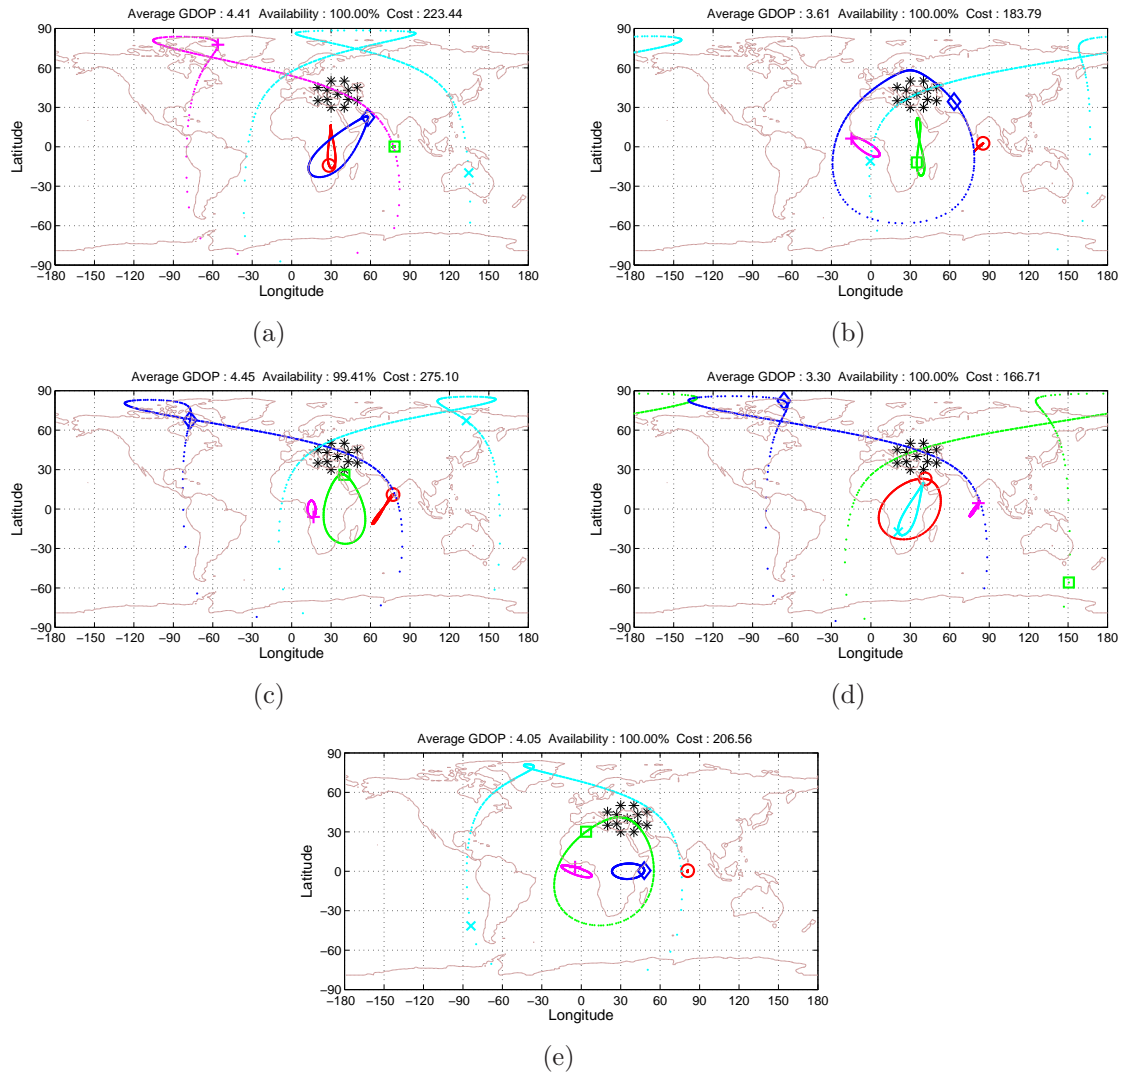 Average GDOP : 4.41 Availability : 100.00% Cost : 223.44
90
60
30
0
−30
−60
−90
Latitude
−180 −150 −120 −90 −60 −30 0 30 60 90 120 150 180
Longitude
(a)
Average GDOP : 3.61 Availability : 100.00% Cost : 183.79
90
60
30
0
−30
−60
−90
Latitude
−180 −150 −120 −90 −60 −30 0 30 60 90 120 150 180
Longitude
(b)
Average GDOP : 4.45 Availability : 99.41% Cost : 275.10
90
60
30
0
−30
−60
−90
Latitude
−180 −150 −120 −90 −60 −30 0 30 60 90 120 150 180
Longitude
(c)
Average GDOP : 3.30 Availability : 100.00% Cost : 166.71
90
60
30
0
−30
−60
−90
Latitude
−180 −150 −120 −90 −60 −30 0 30 60 90 120 150 180
Longitude
(d)
Average GDOP : 4.05 Availability : 100.00% Cost : 206.56
90
60
30
0
−30
−60
−90
Latitude
−180 −150 −120 −90 −60 −30 0 30 60 90 120 150 180
Longitude
(e)